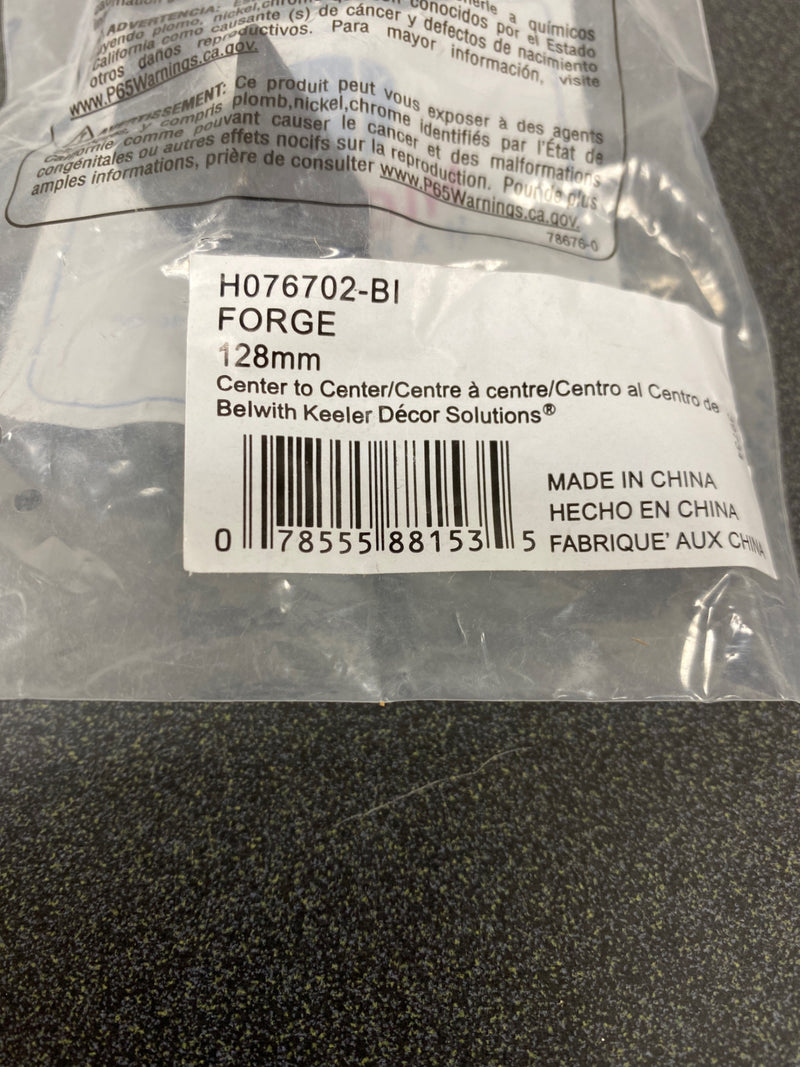 químicos
ADVERTENCIA:
yendo plomo, nickel, conocidos por el Estado
California como causante (s) de cáncer y defectos de nacimiento
otros daños reproductivos. Para mayor información, visite
www.P65Warnings.ca.gov.
AVERTISSEMENT: Ce produit peut vous exposer à des agents
y compris plomb,nickel,chrome identifiés par l'État de
Californie comme pouvant causer le cancer et des malformations
congénitales ou autres effets nocifs sur la reproduction. Pour de plus
amples informations, prière de consulter www.P65Warnings.ca.gov.
78676-0
H076702-BI
FORGE
128mm
Center to Center/Centre à centre/Centro al Centro de
Belwith Keeler Décor Solutions®
MADE IN CHINA
HECHO EN CHINA
0 78555 88153 5 FABRIQUE' AUX CHINA